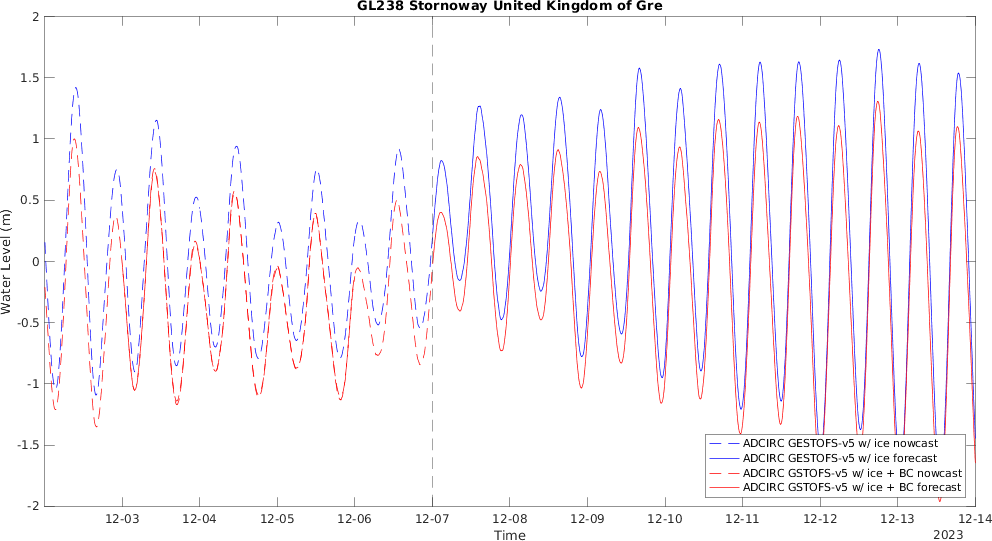 GL238 Stornoway United Kingdom of Gre
2
1.5
1
0.5
0
-0.5
-1
-1.5
-2
Water Level (m)
12-03 12-04 12-05 12-06 12-07 12-08 12-09 12-10 12-11 12-12 12-13 12-14
Time
2023
ADCIRC GESTOFS-v5 w/ ice nowcast
ADCIRC GESTOFS-v5 w/ ice forecast
ADCIRC GSTOFS-v5 w/ ice + BC nowcast
ADCIRC GSTOFS-v5 w/ ice + BC forecast